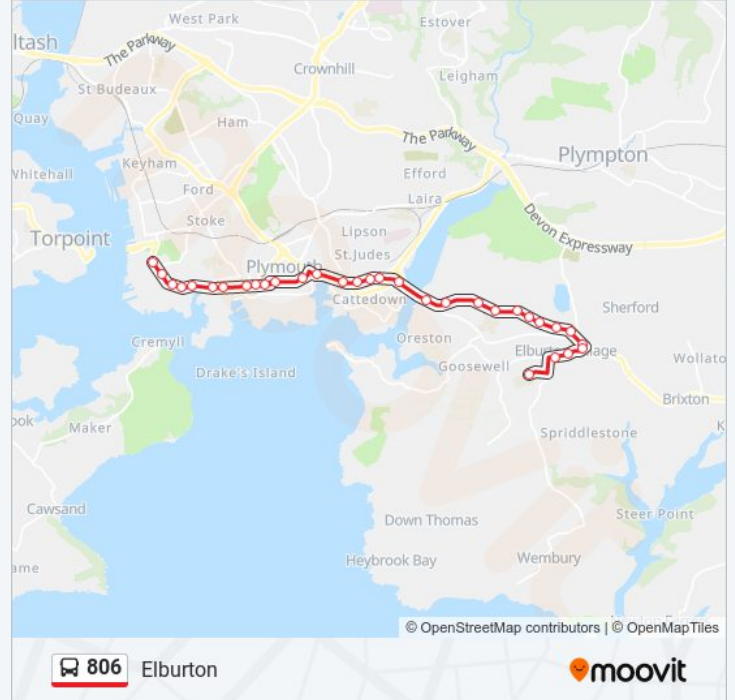 West Park
Estover
ltash
The Parkway
Crownhill
Leigham
St Budeaux
Quay
Ham
The Parkway
Plympton
Keyham
Efford
Whitehall
Ford
Laira
Stoke
Devon Expressway
Torpoint
Lipson
St.Judes
Plymouth
Cattedown
Sherford
Cremyll
Oreston
Goosewell
Drake's Island
Wollato
Brixton
ook
Maker
K
Spriddlestone
Cawsand
Steer Point
Down Thomas
Heybrook Bay
Wembury
ame
© OpenStreetMap contributors | © OpenMapTiles
806 Elburton
moovit